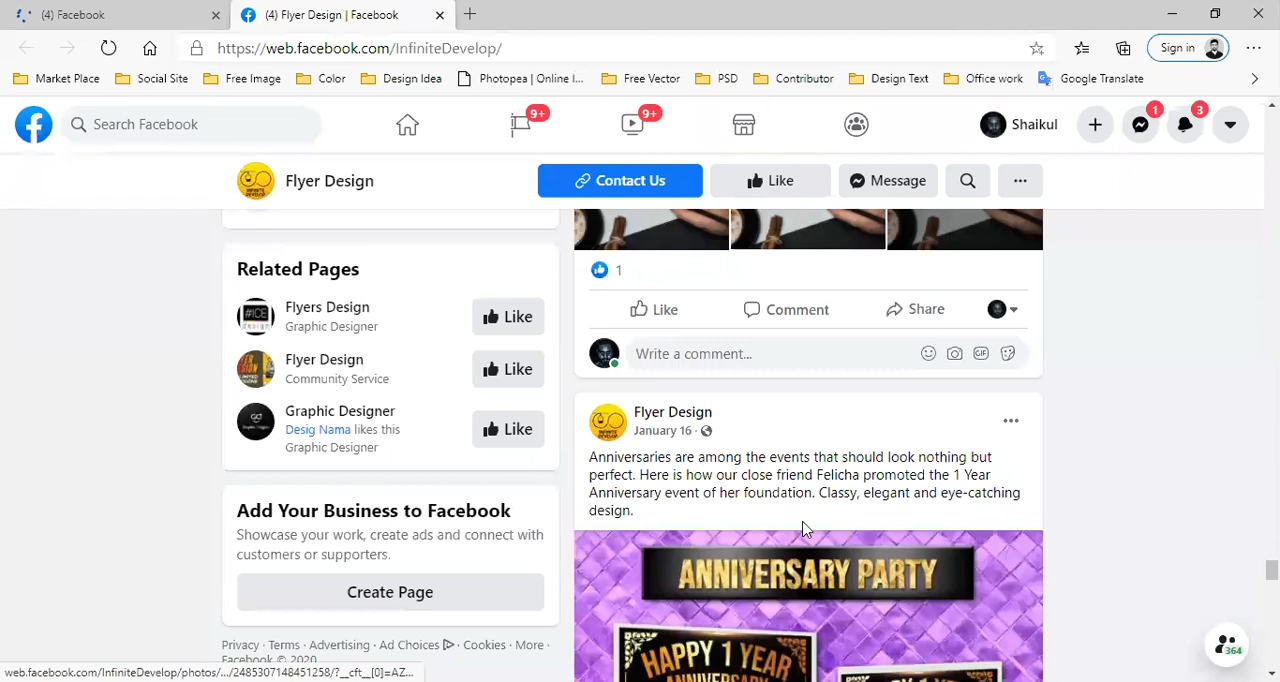 (4) Facebook
(4) Flyer Design | Facebook
https://web.facebook.com/InfiniteDevelop/
Sign in
Market Place
Social Site
Free Image
Color
Design Idea
Photopea | Online I...
Free Vector
PSD
Contributor
Design Text
Office work
Google Translate
Search Facebook
9+
9+
Shaikul
1
3
Flyer Design
Contact Us
Like
Message
Related Pages
Flyers Design
Graphic Designer
Like
Flyer Design
Community Service
Like
Graphic Designer
Desig Nama likes this
Graphic Designer
Like
Add Your Business to Facebook
Showcase your work, create ads and connect with
customers or supporters.
Create Page
Privacy · Terms · Advertising · Ad Choices · Cookies · More ·
Facebook © 2020
web.facebook.com/InfiniteDevelop/photos/.../2485301148451258/?__cft__[0]=AZ...
1
Like
Comment
Share
Write a comment...
GIF
Flyer Design
January 16 ·
Anniversaries are among the events that should look nothing but
perfect. Here is how our close friend Felicha promoted the 1 Year
Anniversary event of her foundation. Classy, elegant and eye-catching
design.
ANNIVERSARY PARTY
HAPPY 1 YEAR
364